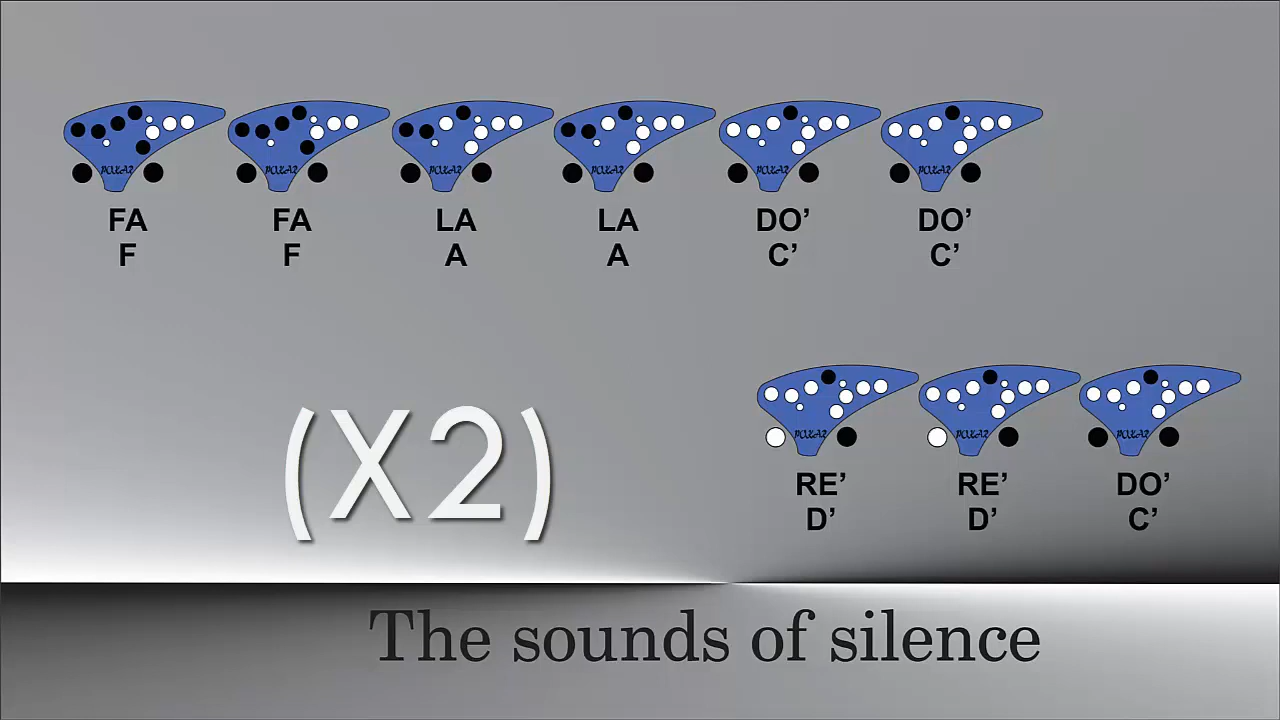 FA FA LA LA DO’ DO’
F F A A C’ C’
(X2)
RE’ RE’ DO’
D’ D’ C’
The sounds of silence